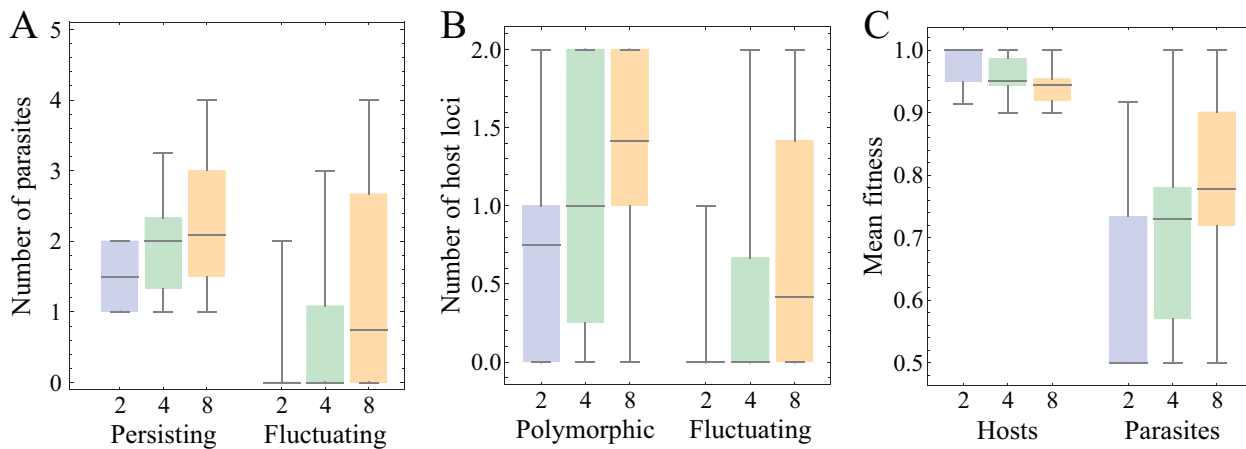 A
Number of parasites
5
4
3
2
1
0
2 4 8 2 4 8
Persisting Fluctuating
B
Number of host loci
2.0
1.5
1.0
0.5
0.0
2 4 8 2 4 8
Polymorphic Fluctuating
C
Mean fitness
1.0
0.9
0.8
0.7
0.6
0.5
2 4 8 2 4 8
Hosts Parasites